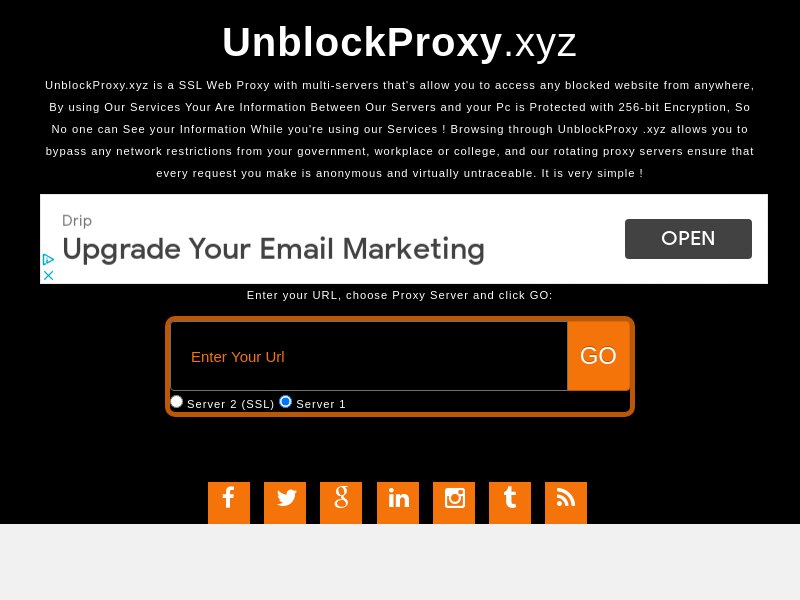 UnblockProxy.xyz
UnblockProxy.xyz is a SSL Web Proxy with multi-servers that's allow you to access any blocked website from anywhere,
By using Our Services Your Are Information Between Our Servers and your Pc is Protected with 256-bit Encryption, So
No one can See your Information While you're using our Services ! Browsing through UnblockProxy .xyz allows you to
bypass any network restrictions from your government, workplace or college, and our rotating proxy servers ensure that
every request you make is anonymous and virtually untraceable. It is very simple !
Drip
Upgrade Your Email Marketing
OPEN
Enter your URL, choose Proxy Server and click GO:
Enter Your Url
GO
Server 2 (SSL) Server 1